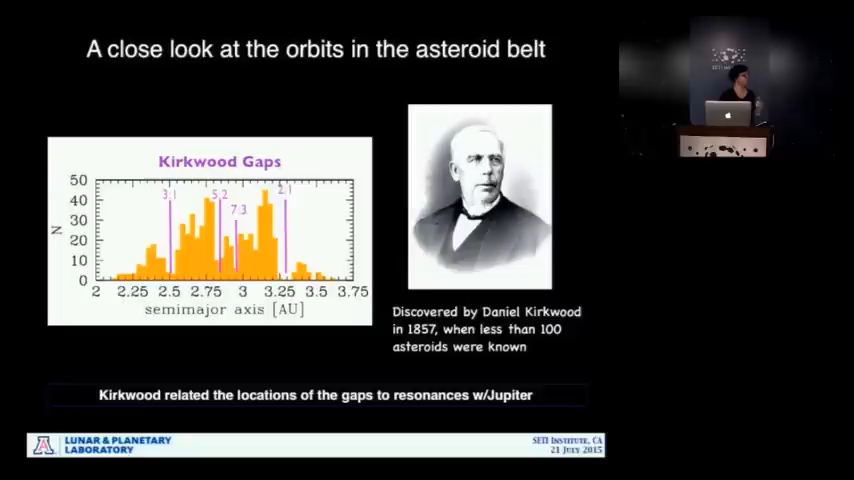 A close look at the orbits in the asteroid belt
SETI INSTITUTE
Kirkwood Gaps
50
40
30
20
10
0
N
3:1
5:2
7:3
2:1
2 2.25 2.5 2.75 3 3.25 3.5 3.75
semimajor axis [AU]
Discovered by Daniel Kirkwood
in 1857, when less than 100
asteroids were known
Kirkwood related the locations of the gaps to resonances w/Jupiter
A
LUNAR & PLANETARY
LABORATORY
SETI INSTITUTE, CA
21 JULY 2015